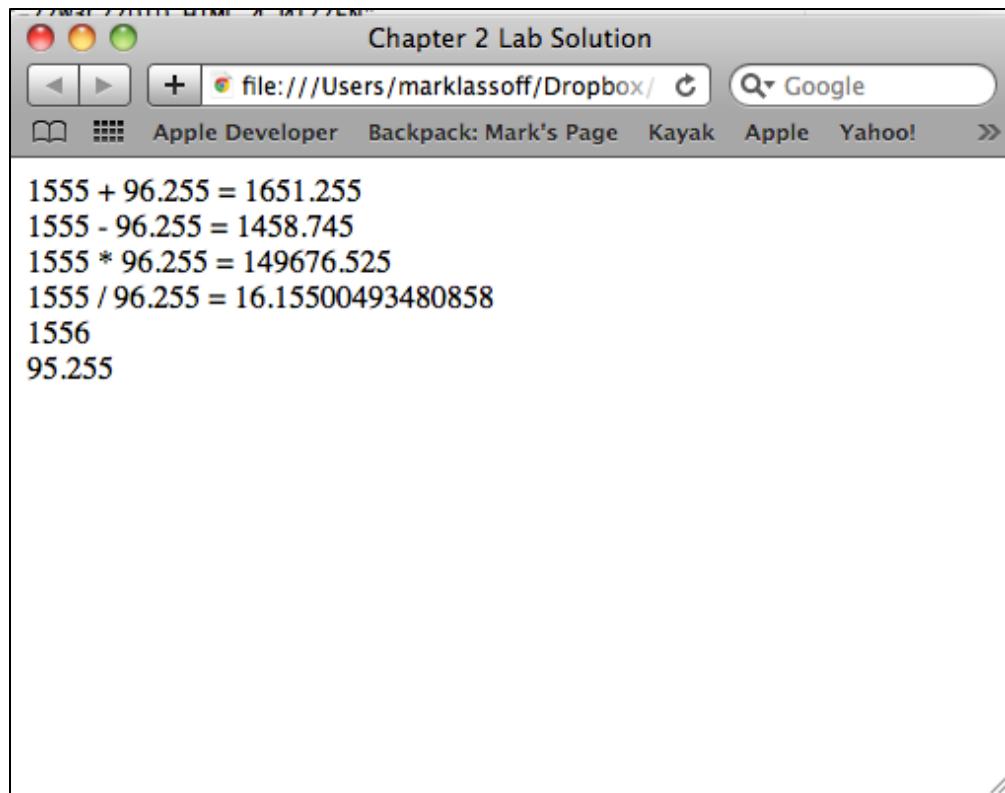 Chapter 2 Lab Solution
file:///Users/marklassoff/Dropbox/
Google
Apple Developer Backpack: Mark's Page Kayak Apple Yahoo! >>
1555 + 96.255 = 1651.255
1555 - 96.255 = 1458.745
1555 * 96.255 = 149676.525
1555 / 96.255 = 16.15500493480858
1556
95.255